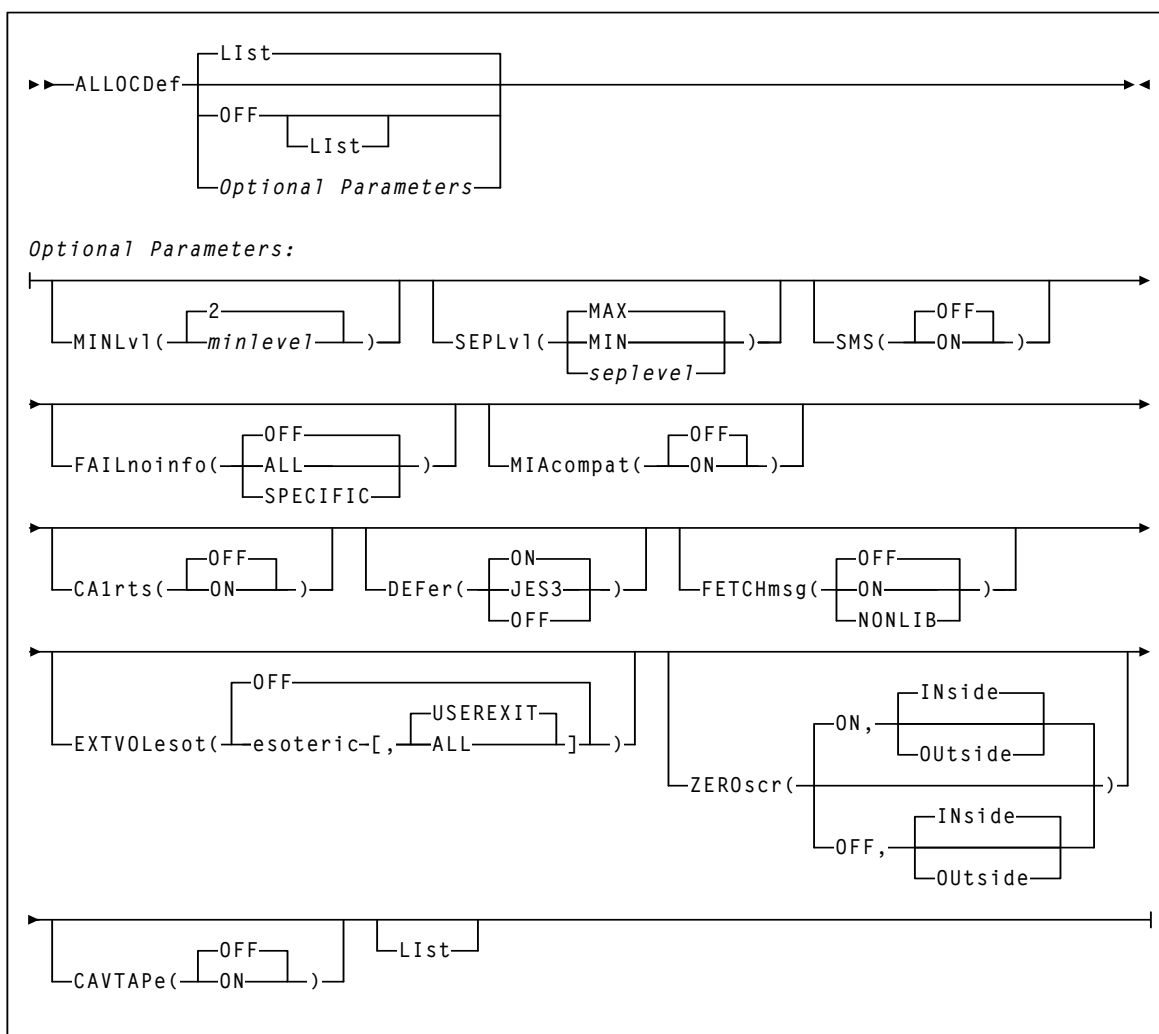 LIst
ALLOCDef
OFF
LIst
Optional Parameters
Optional Parameters:
2
MINLvl( minlevel )
MAX
SEPLvl( MIN )
seplevel
OFF
SMS( ON )
OFF
FAILnoinfo( ALL )
SPECIFIC
OFF
MIAcompat( ON )
OFF
CA1rts( ON )
ON
DEFer( JES3 )
OFF
OFF
FETCHmsg( ON )
NONLIB
OFF
USEREXIT
EXTVOLesot( esoteric [, ALL ] )
INside
ON,
OUtside
ZEROscr( )
INside
OFF,
OUtside
OFF
CAVTAPe( ON )
LIst